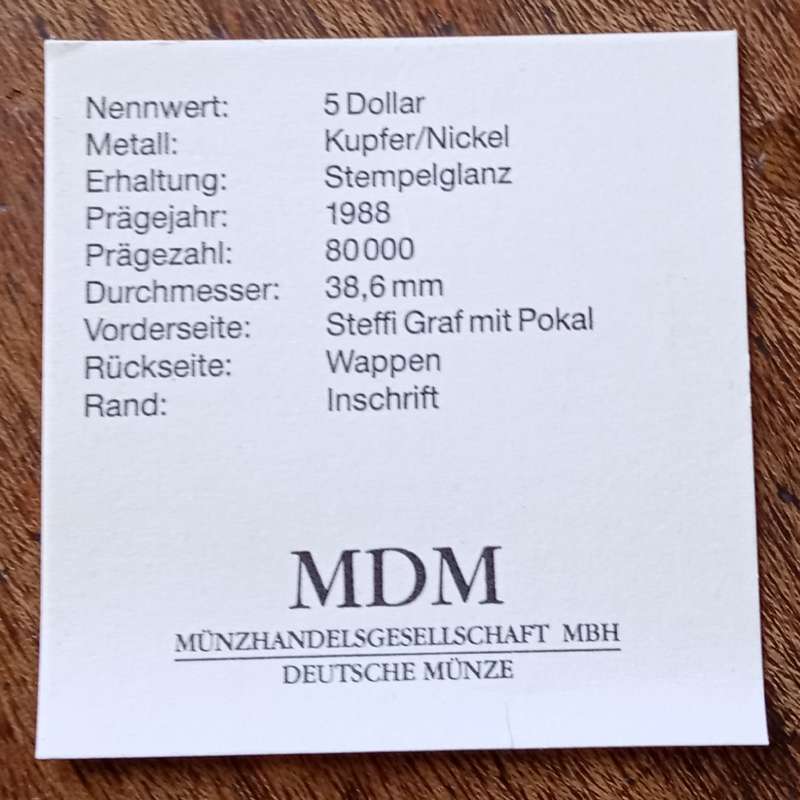 Nennwert: 5 Dollar
Metall: Kupfer/Nickel
Erhaltung: Stempelglanz
Prägejahr: 1988
Prägezahl: 80000
Durchmesser: 38,6 mm
Vorderseite: Steffi Graf mit Pokal
Rückseite: Wappen
Rand: Inschrift
MDM
MÜNZHANDELSGESELLSCHAFT MBH
DEUTSCHE MÜNZE